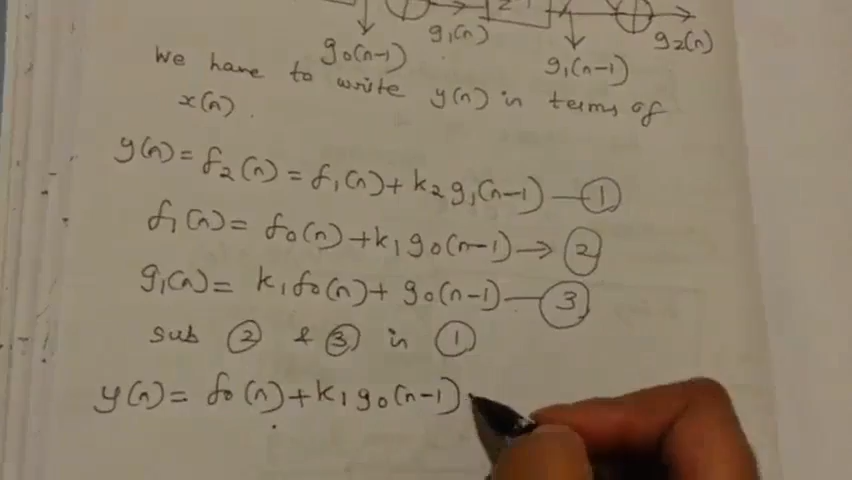 z-1
g0(n-1)
g1(n)
g1(n-1)
g2(n)
We have to write y(n) in terms of
x(n).
y(n) = f2(n) = f1(n) + k2 g1(n-1) — 1
f1(n) = f0(n) + k1 g0(n-1) → 2
g1(n) = k1 f0(n) + g0(n-1) — 3
sub 2 & 3 in 1
y(n) = f0(n) + k1 g0(n-1)